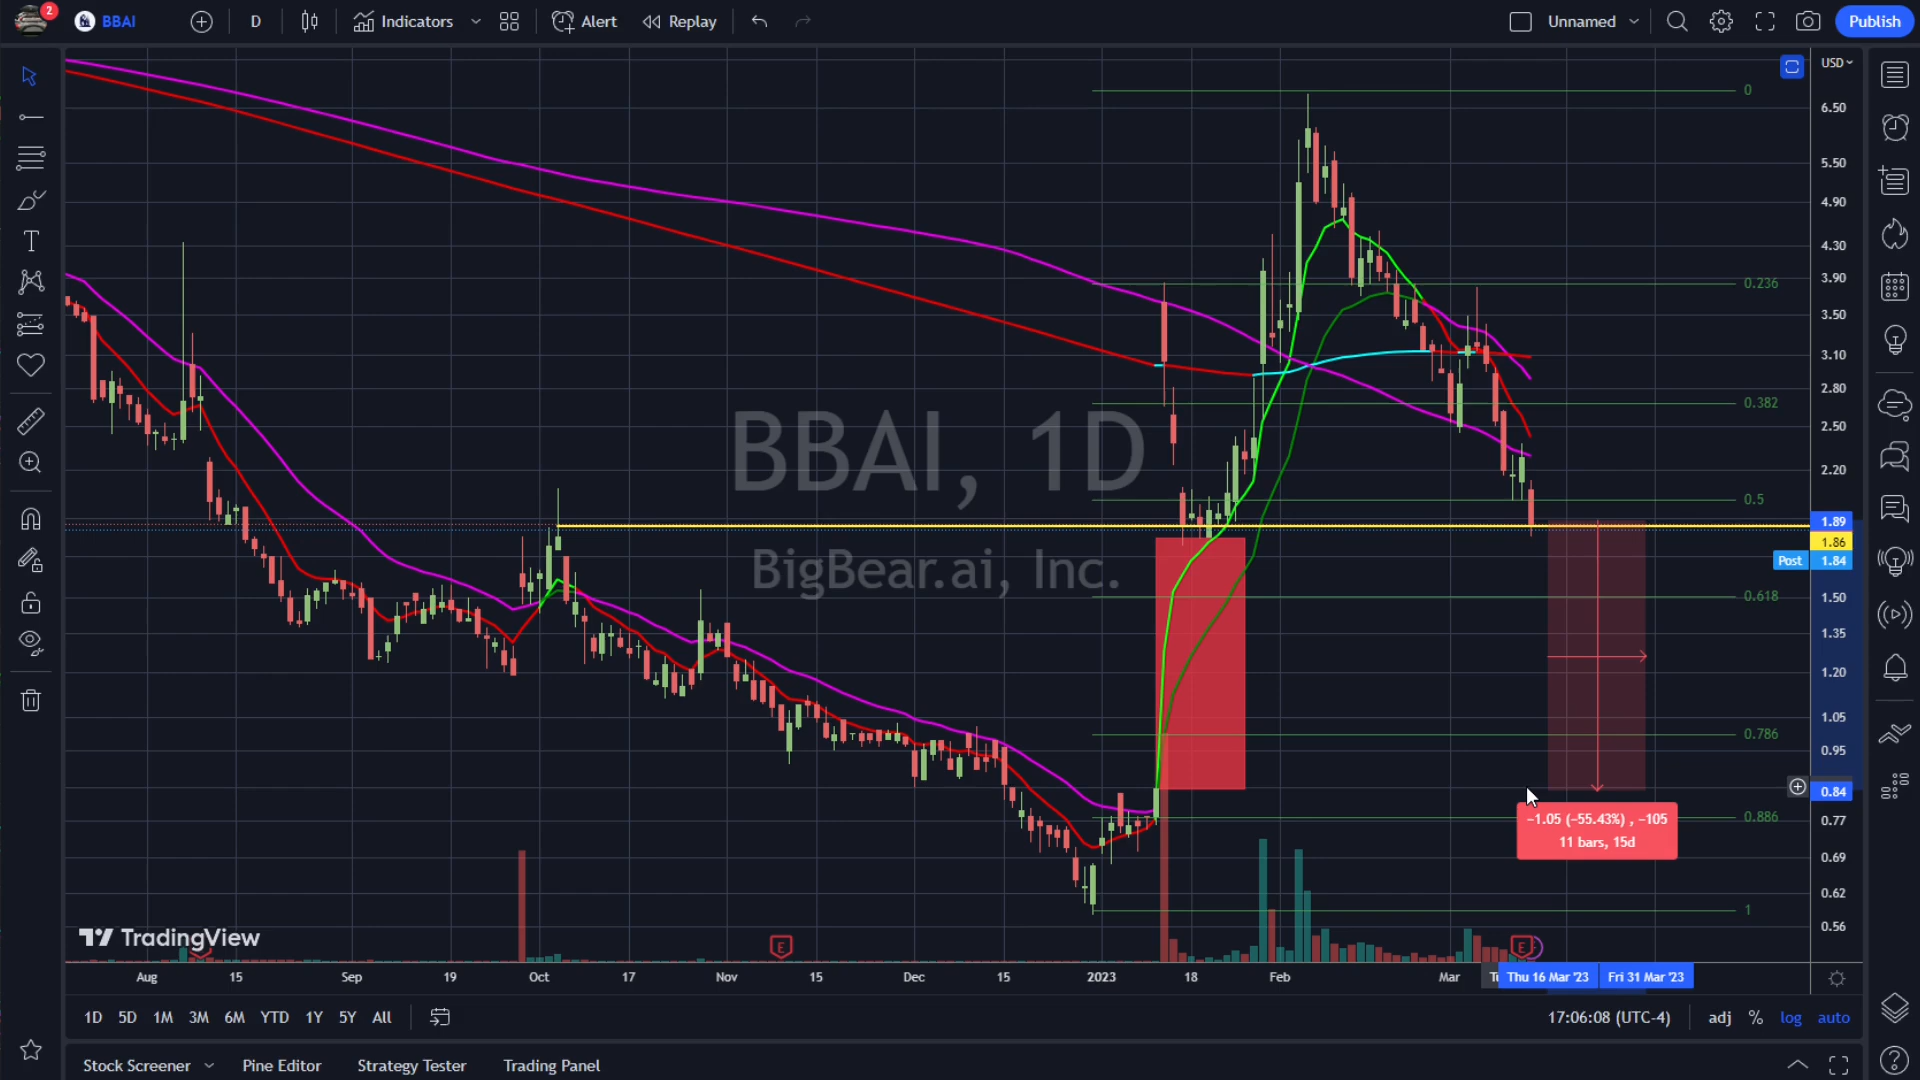 2
BBAI
D
Indicators
Alert
Replay
Unnamed
Publish
USD
0
6.50
5.50
4.90
4.30
3.90
0.236
3.50
3.10
2.80
0.382
2.50
BBAI, 1D
2.20
0.5
1.89
1.86
Post 1.84
BigBear.ai, Inc.
0.618
1.50
1.35
1.20
1.05
0.786
0.95
0.84
0.886
0.77
−1.05 (−55.43%) , −105
11 bars, 15d
0.69
0.62
1
0.56
TradingView
E
E
Aug 15 Sep 19 Oct 17 Nov 15 Dec 15 2023 18 Feb Mar Thu 16 Mar '23 Fri 31 Mar '23
1D 5D 1M 3M 6M YTD 1Y 5Y All
17:06:08 (UTC-4) adj % log auto
Stock Screener Pine Editor Strategy Tester Trading Panel